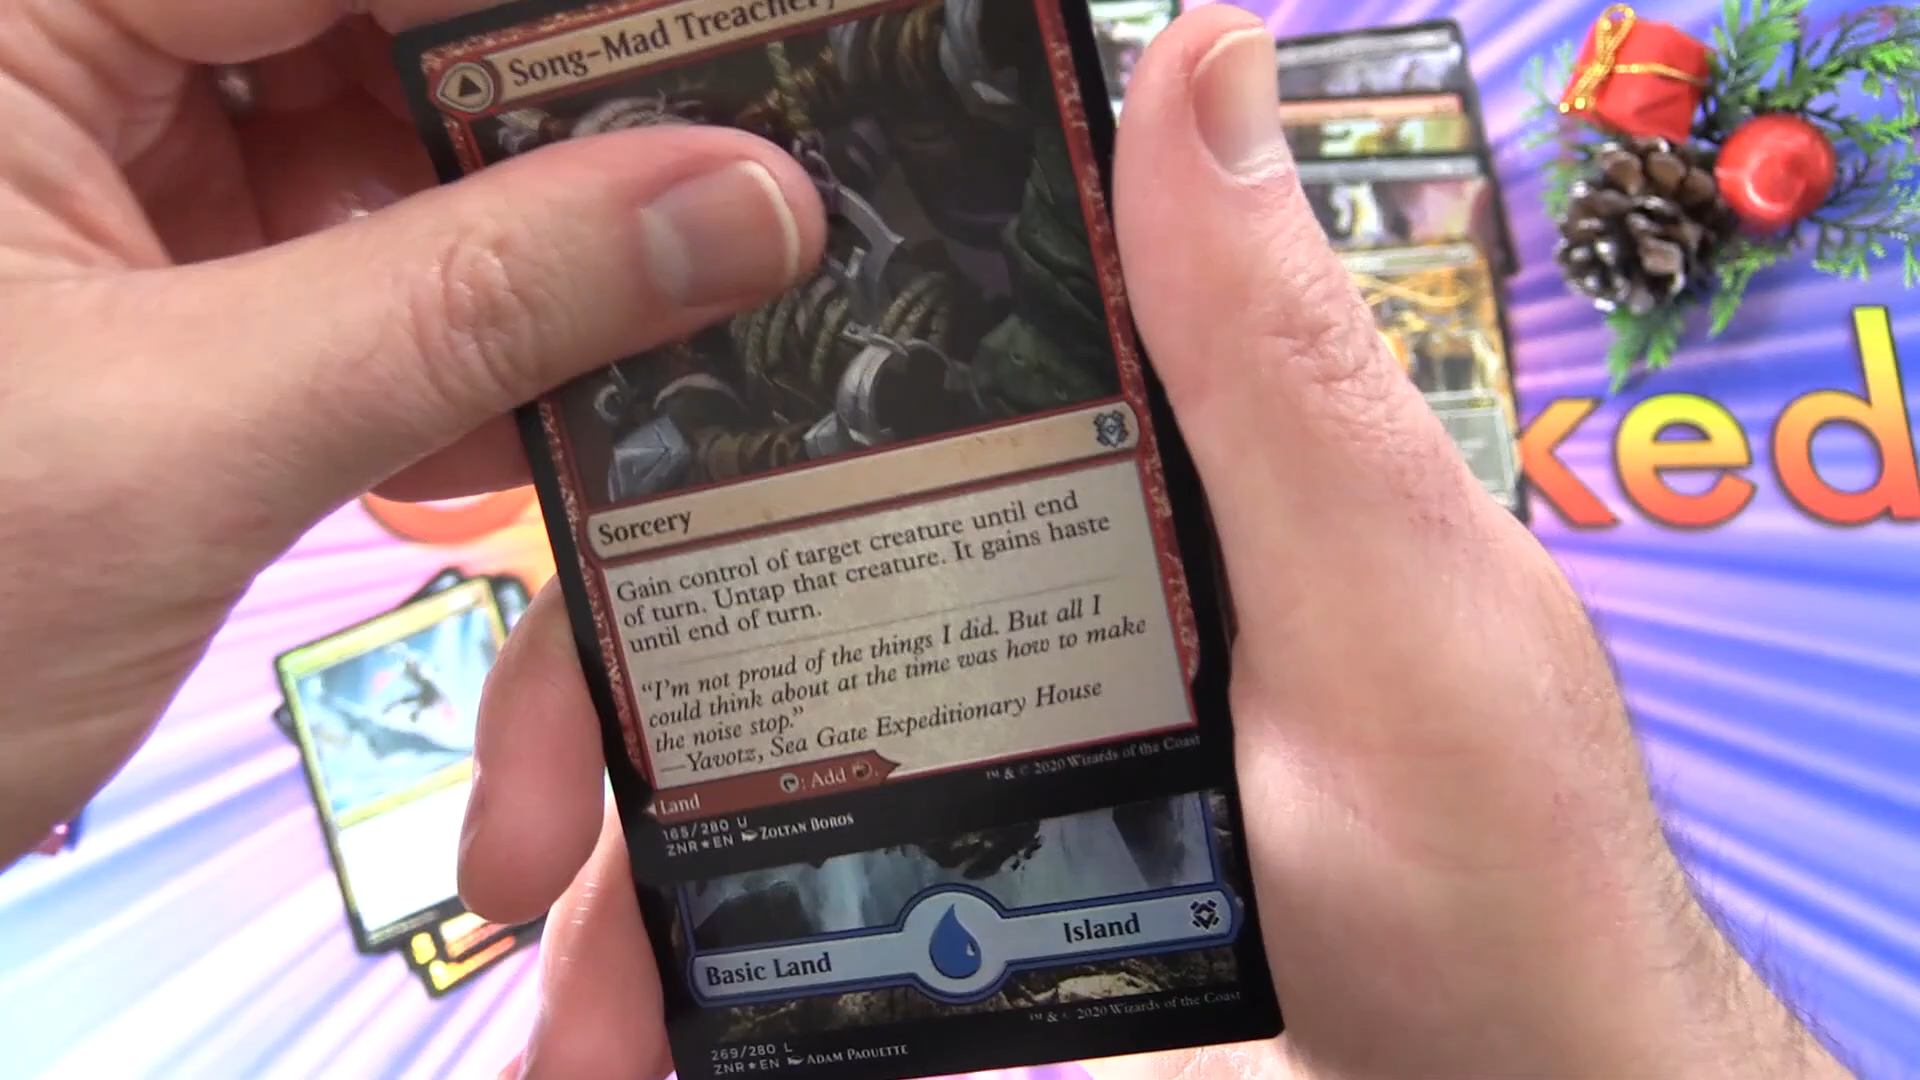 Song-Mad Treachery
ked
Sorcery
Gain control of target creature until end
of turn. Untap that creature. It gains haste
until end of turn.
"I'm not proud of the things I did. But all I
could think about at the time was how to make
the noise stop."
—Yavotz, Sea Gate Expeditionary House
Land
: Add .
™ & © 2020 Wizards of the Coast
165/280 U
ZNR★EN ZOLTAN BOROS
Basic Land
Island
™ & © 2020 Wizards of the Coast
269/280 L
ZNR★EN ADAM PAQUETTE